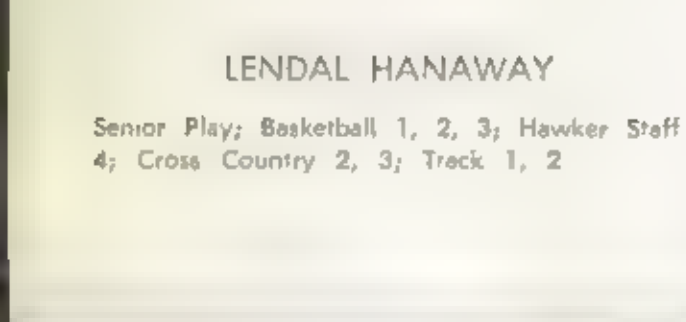 LENDAL HANAWAY
Senior Play; Basketball 1, 2, 3; Hawker Staff
4; Cross Country 2, 3; Track 1, 2